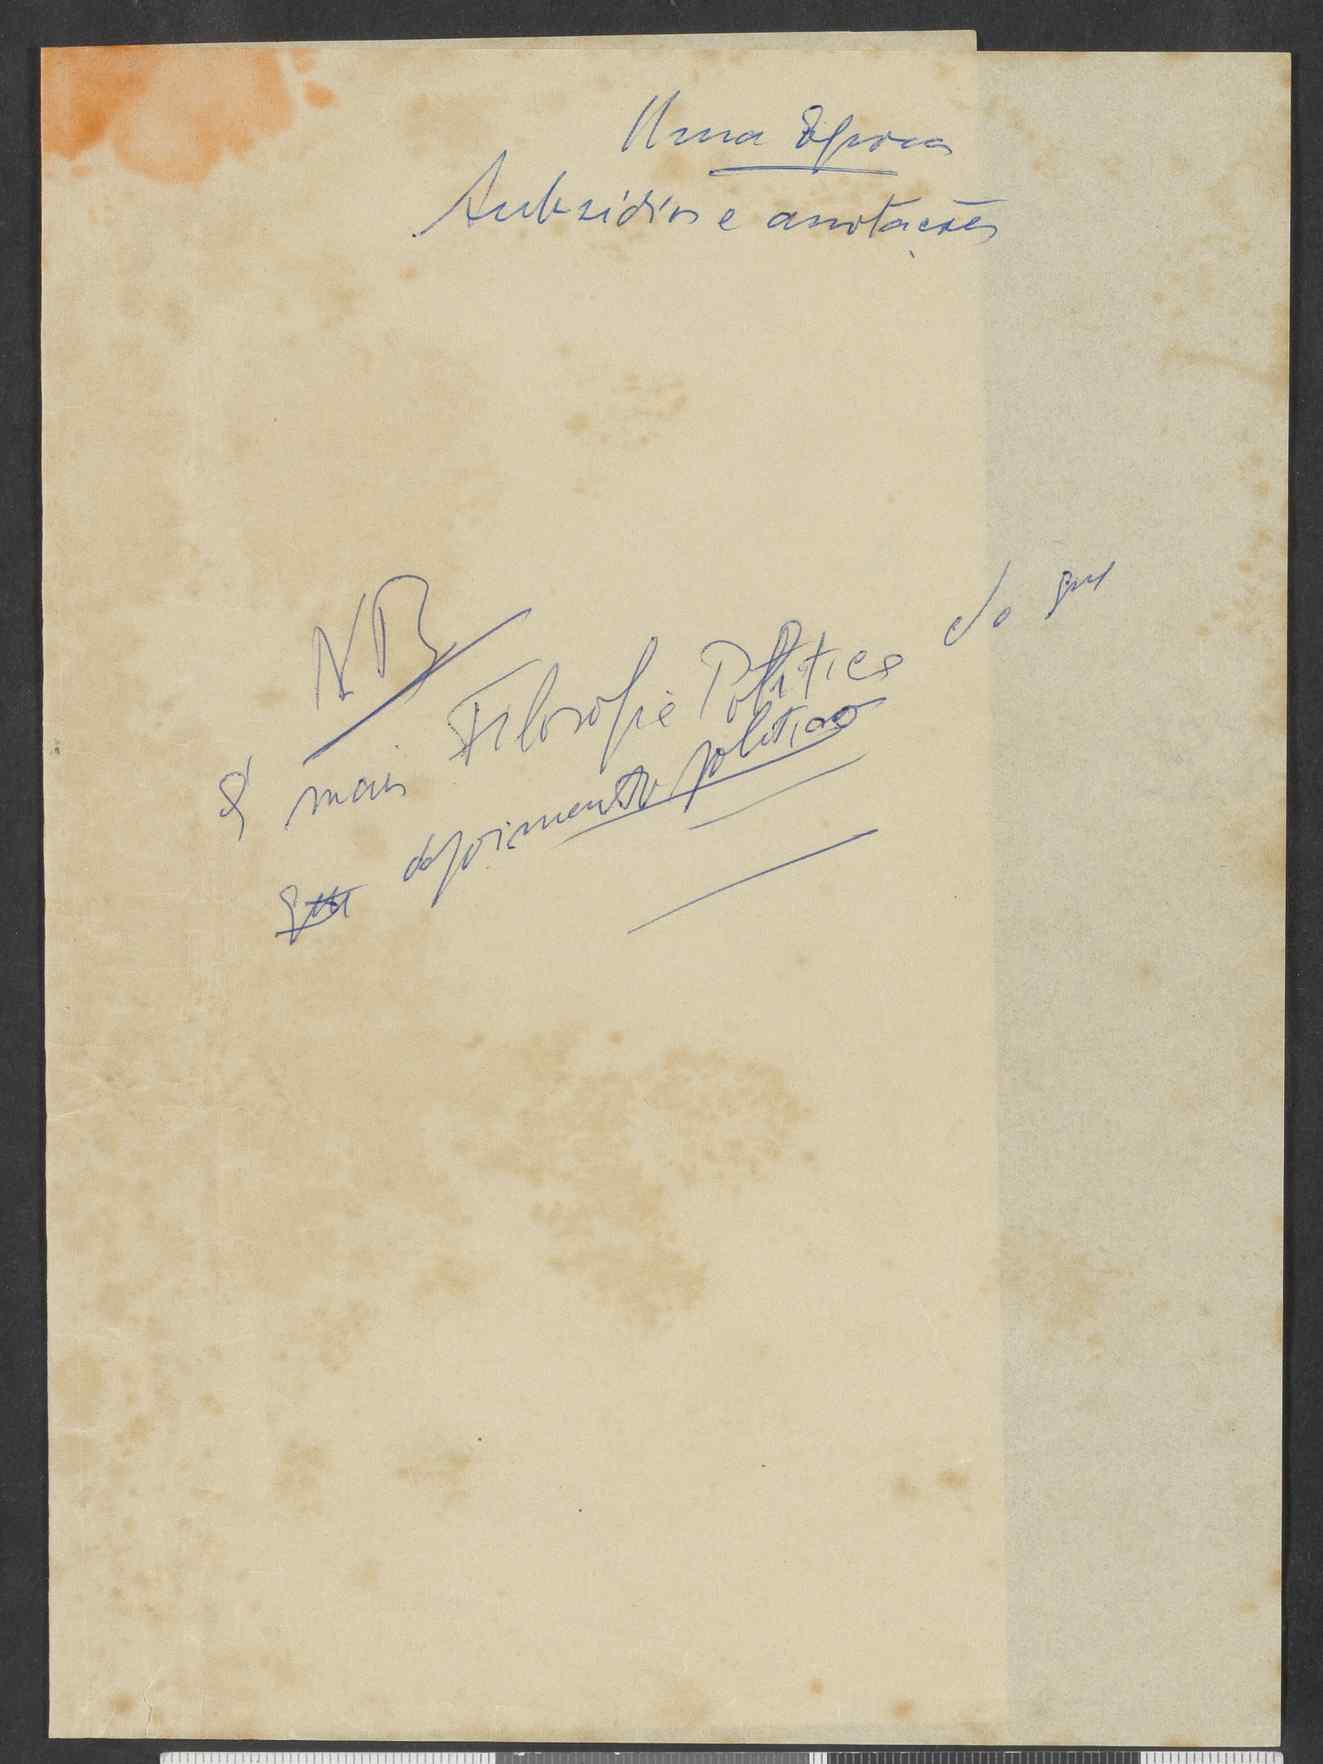 Uma Época
Subsídios e anotações
NB
É mais Filosofia Política do que
depoimento político